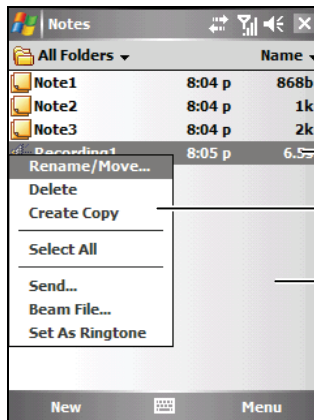 Notes
All Folders Name
Note1 8:04 p 868b
Note2 8:04 p 1k
Note3 8:04 p 2k
Recording1 8:05 p
Rename/Move...
Delete
Create Copy
Select All
Send...
Beam File...
Set As Ringtone
New Menu